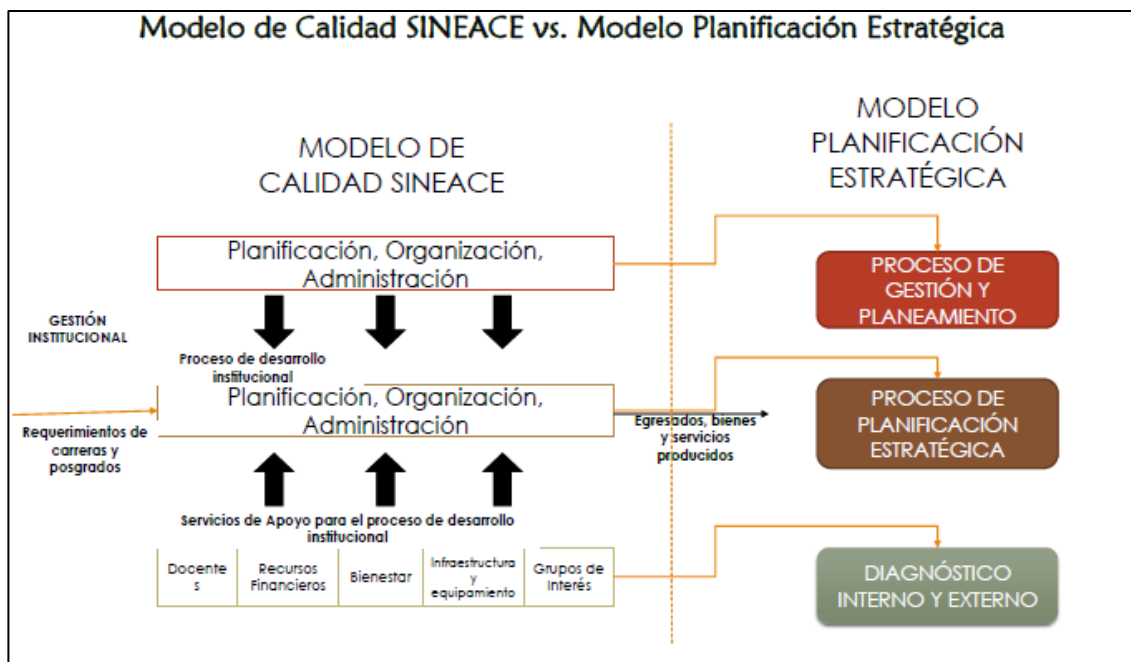 Modelo de Calidad SINEACE vs. Modelo Planificación Estratégica
MODELO DE
CALIDAD SINEACE
MODELO
PLANIFICACIÓN
ESTRATÉGICA
Planificación, Organización,
Administración
PROCESO DE
GESTIÓN Y
PLANEAMIENTO
GESTIÓN
INSTITUCIONAL
Proceso de desarrollo
institucional
Planificación, Organización,
Administración
Requerimientos de
carreras y
posgrados
Egresados, bienes
y servicios
producidos
PROCESO DE
PLANIFICACIÓN
ESTRATÉGICA
Servicios de Apoyo para el proceso de desarrollo
institucional
Docente
s
Recursos
Financieros
Bienestar
Infraestructura
y
equipamiento
Grupos de
Interés
DIAGNÓSTICO
INTERNO Y EXTERNO